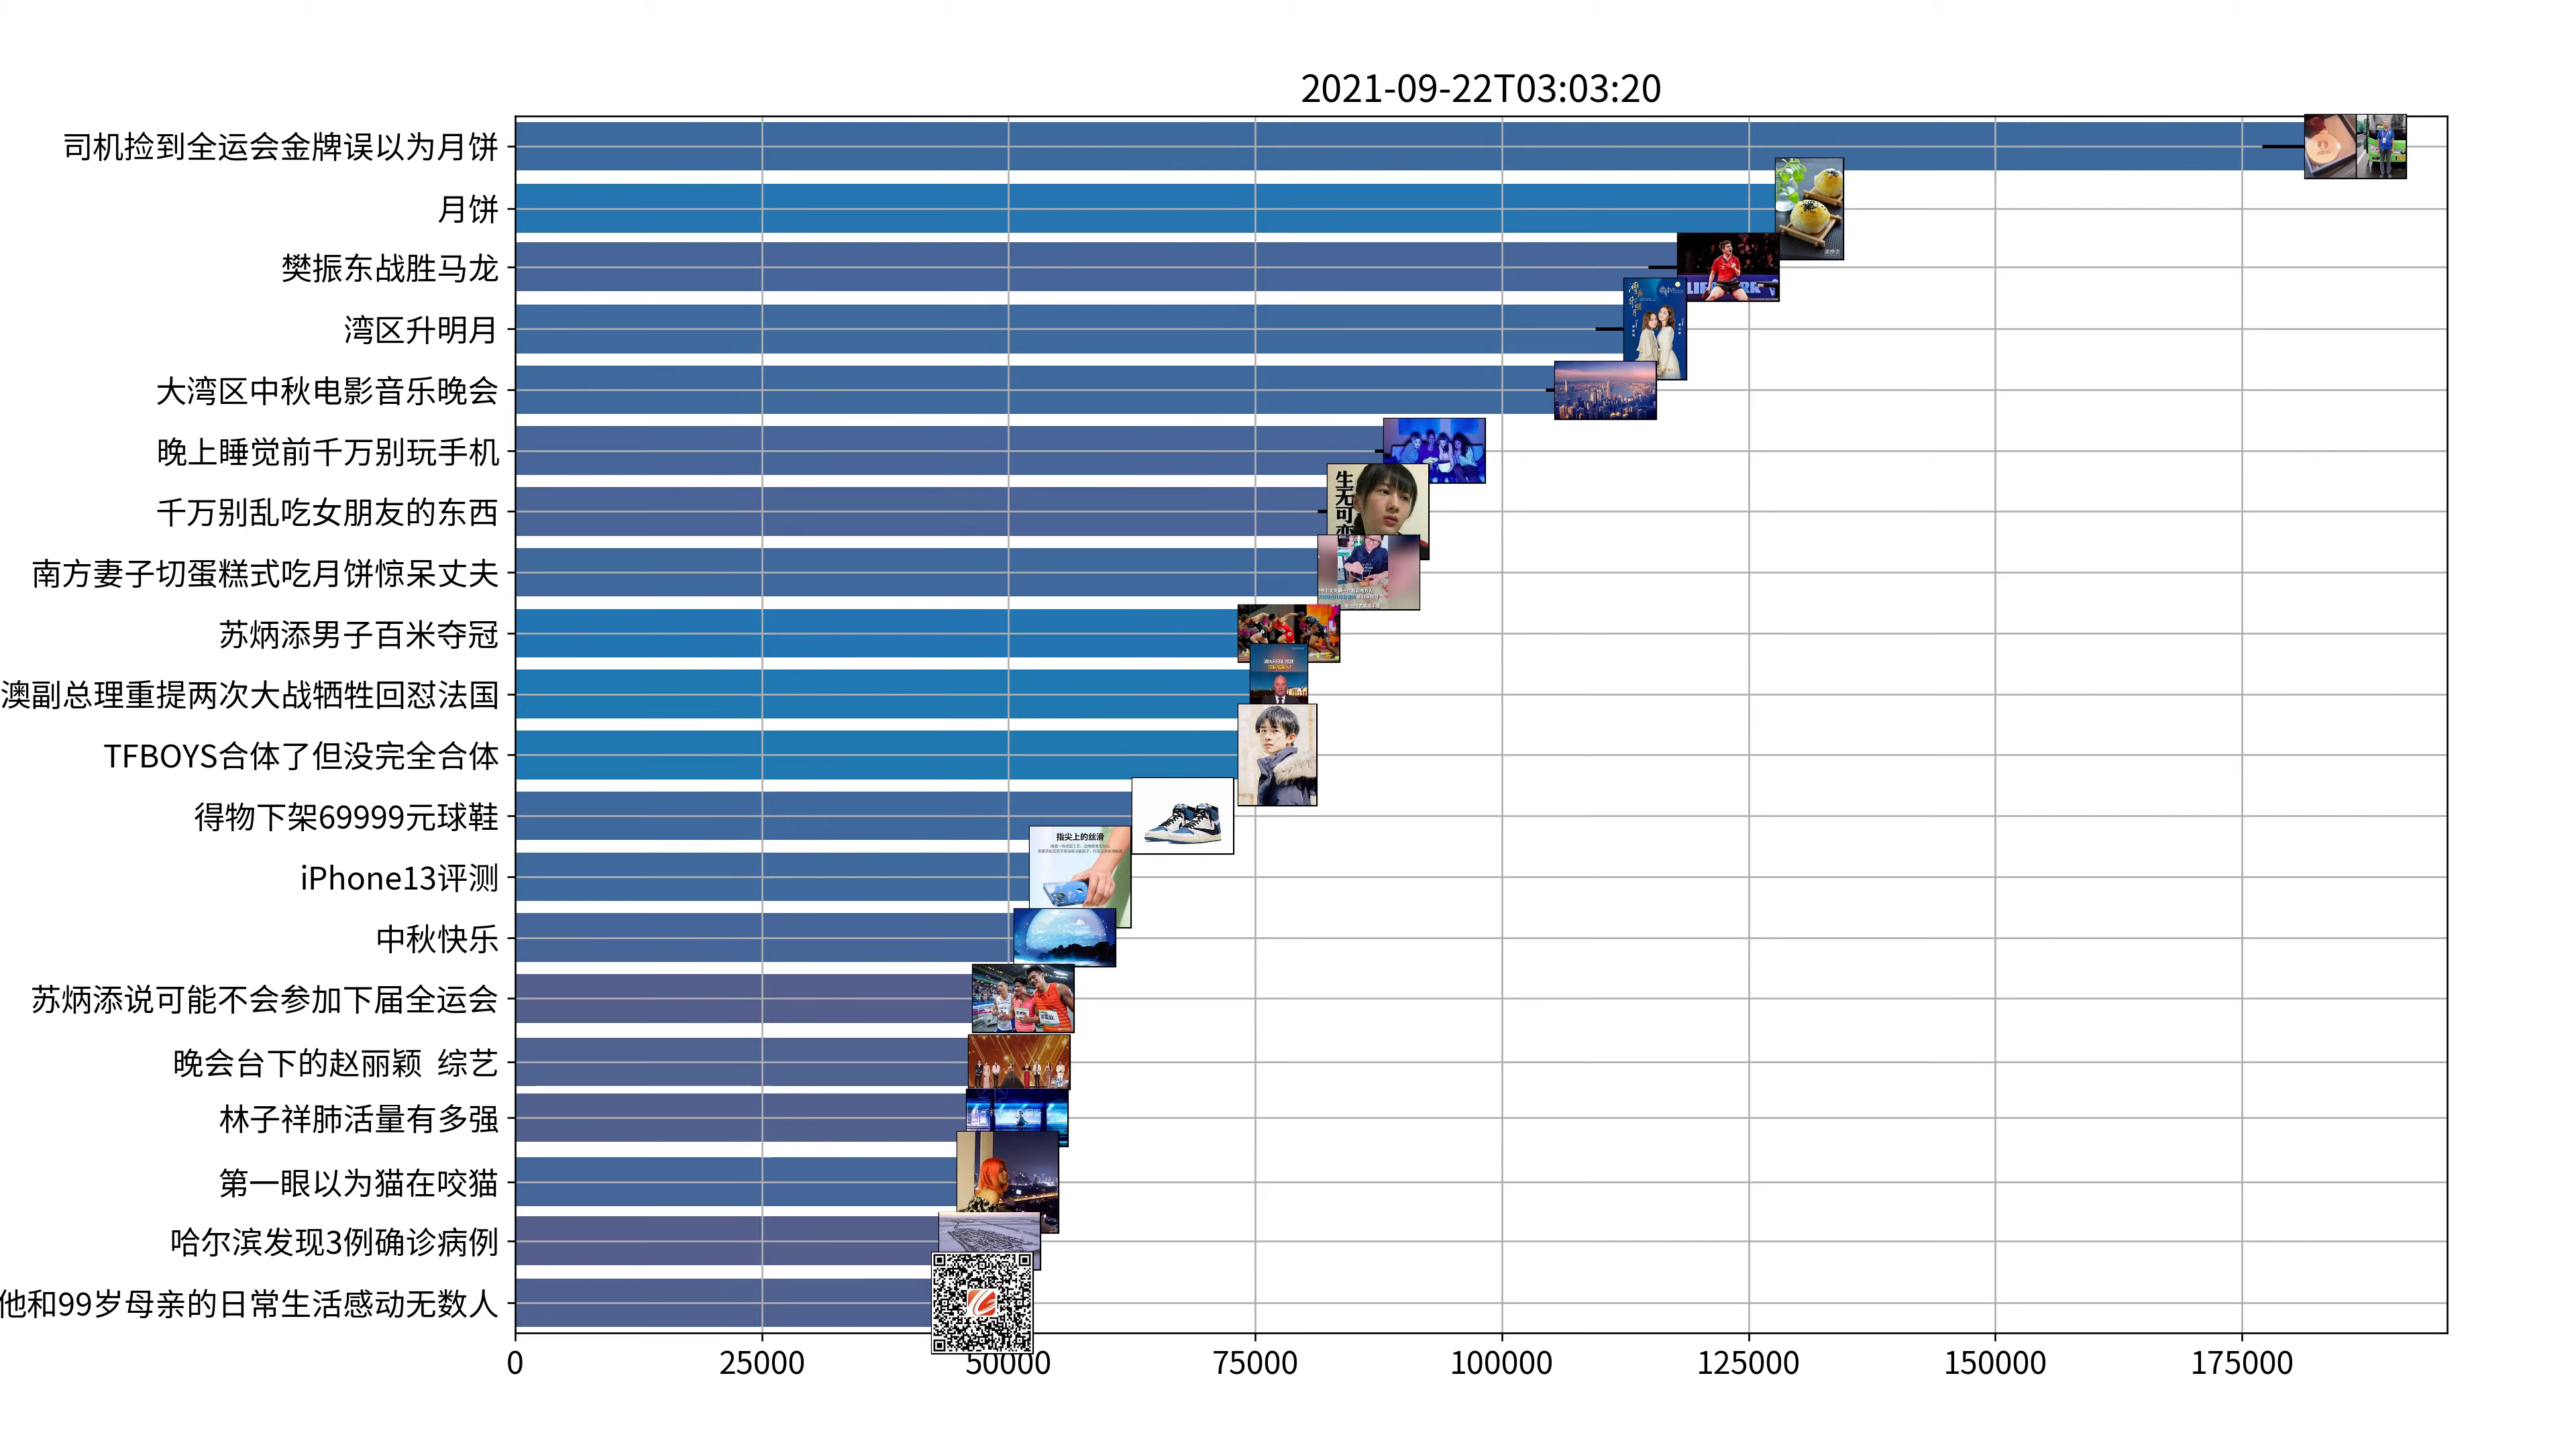 2021-09-22T03:03:20
司机捡到全运会金牌误以为月饼
月饼
樊振东战胜马龙
湾区升明月
大湾区中秋电影音乐晚会
晚上睡觉前千万别玩手机
千万别乱吃女朋友的东西
生无可恋
南方妻子切蛋糕式吃月饼惊呆丈夫
苏炳添男子百米夺冠
澳副总理重提两次大战牺牲回怼法国
TFBOYS合体了但没完全合体
得物下架69999元球鞋
指尖上的丝滑
iPhone13评测
中秋快乐
苏炳添说可能不会参加下届全运会
晚会台下的赵丽颖 综艺
林子祥肺活量有多强
第一眼以为猫在咬猫
哈尔滨发现3例确诊病例
他和99岁母亲的日常生活感动无数人
0 25000 50000 75000 100000 125000 150000 175000